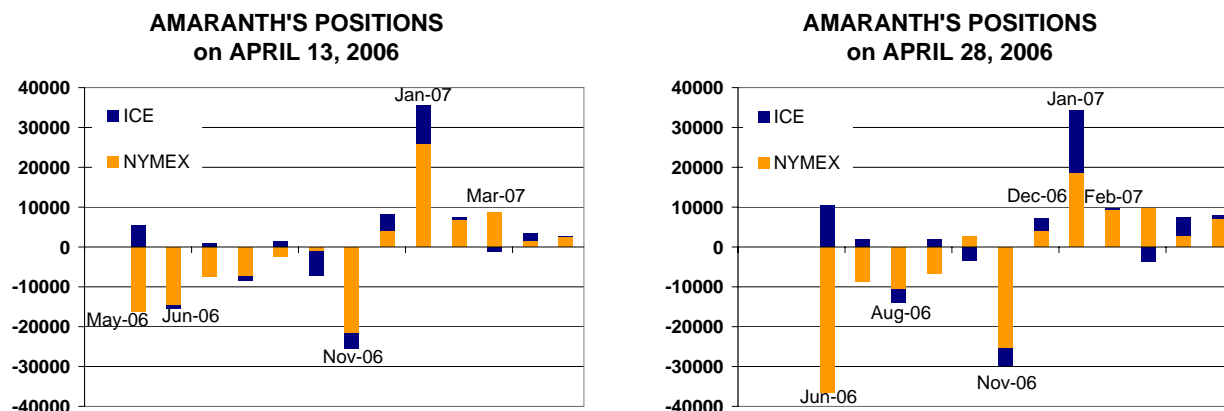 AMARANTH'S POSITIONS
on APRIL 13, 2006
40000
30000
20000
10000
0
-10000
-20000
-30000
-40000
ICE
NYMEX
Jan-07
Mar-07
May-06
Jun-06
Nov-06
AMARANTH'S POSITIONS
on APRIL 28, 2006
40000
30000
20000
10000
0
-10000
-20000
-30000
-40000
ICE
NYMEX
Jan-07
Dec-06
Feb-07
Aug-06
Nov-06
Jun-06